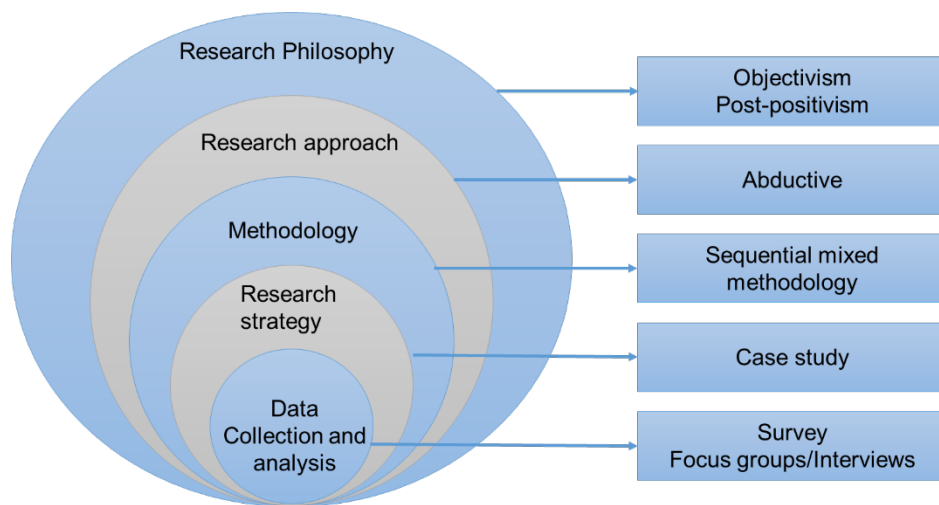 Research Philosophy
Objectivism
Post-positivism
Research approach
Abductive
Methodology
Sequential mixed
methodology
Research
strategy
Case study
Data
Collection and
analysis
Survey
Focus groups/Interviews